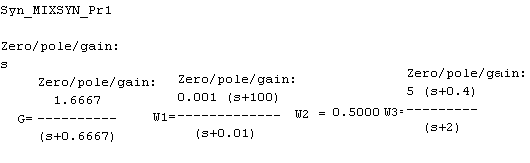 Syn_MIXSYN_Pr1
Zero/pole/gain:
s
Zero/pole/gain:
1.6667
G= ----------
(s+0.6667)
Zero/pole/gain:
0.001 (s+100)
W1=-------------
(s+0.01)
W2 = 0.5000
Zero/pole/gain:
5 (s+0.4)
W3=---------
(s+2)